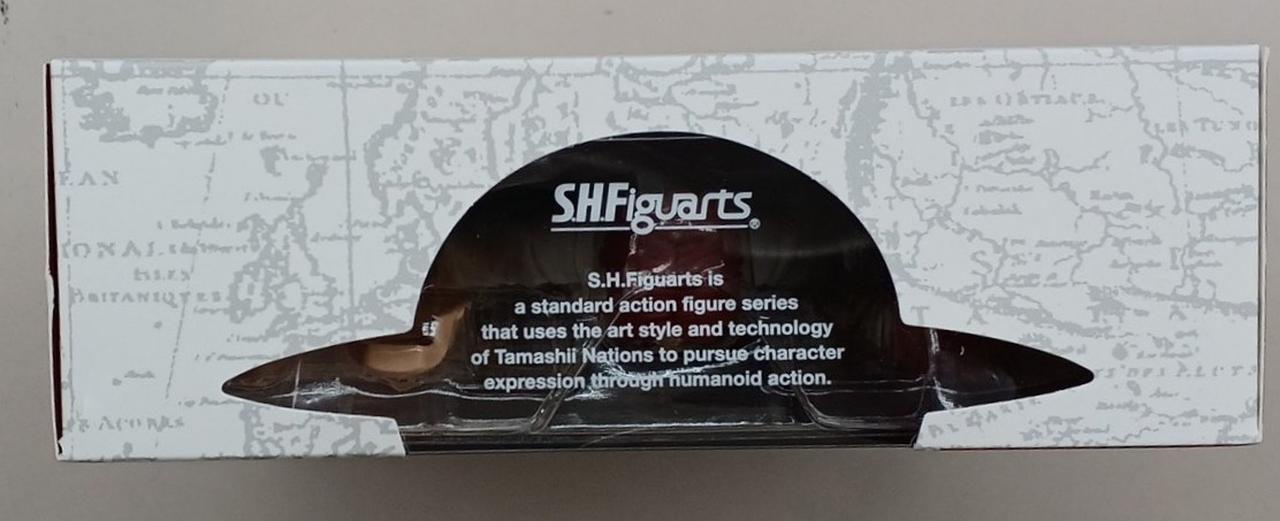 S.H.Figuarts®
S.H.Figuarts is
a standard action figure series
that uses the art style and technology
of Tamashii Nations to pursue character
expression through humanoid action.